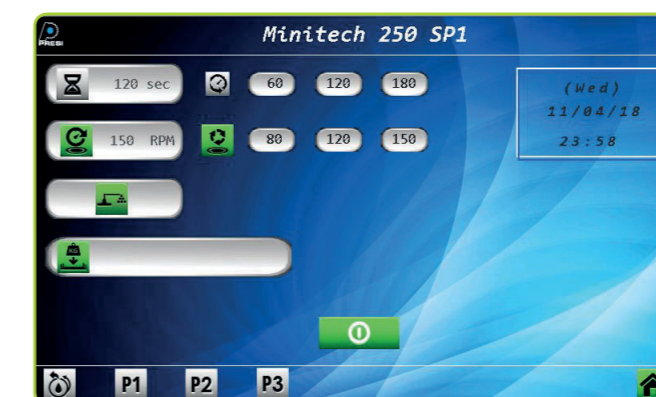 PRESI
Minitech 250 SP1
120 sec
60
120
180
(Wed)
11/04/18
23:58
150 RPM
80
120
150
KG
P1
P2
P3